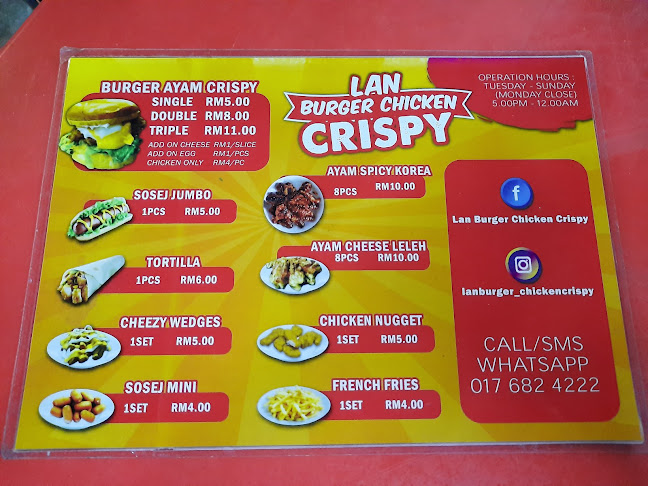 BURGER AYAM CRISPY
SINGLE RM5.00
DOUBLE RM8.00
TRIPLE RM11.00
ADD ON CHEESE RM1/SLICE
ADD ON EGG RM1/PCS
CHICKEN ONLY RM4/PC
LAN
BURGER CHICKEN
CRISPY
OPERATION HOURS :
TUESDAY - SUNDAY
(MONDAY CLOSE)
5.00PM - 12.00AM
SOSEJ JUMBO
1PCS RM5.00
TORTILLA
1PCS RM6.00
CHEEZY WEDGES
1SET RM5.00
SOSEJ MINI
1SET RM4.00
AYAM SPICY KOREA
8PCS RM10.00
AYAM CHEESE LELEH
8PCS RM10.00
CHICKEN NUGGET
1SET RM5.00
FRENCH FRIES
1SET RM4.00
f
Lan Burger Chicken Crispy
lanburger_chickencrispy
CALL/SMS
WHATSAPP
017 682 4222